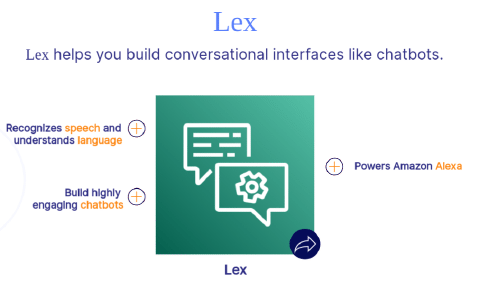 Lex
Lex helps you build conversational interfaces like chatbots.
Recognizes speech and
understands language
Build highly
engaging chatbots
Powers Amazon Alexa
Lex